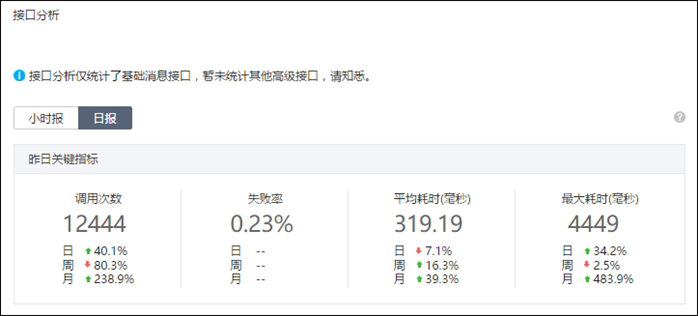 接口分析
接口分析仅统计了基础消息接口，暂未统计其他高级接口，请知悉。
小时报 日报
昨日关键指标
调用次数 失败率 平均耗时(毫秒) 最大耗时(毫秒)
12444 0.23% 319.19 4449
日 40.1% 日 -- 日 7.1% 日 34.2%
周 80.3% 周 -- 周 16.3% 周 2.5%
月 238.9% 月 -- 月 39.3% 月 483.9%